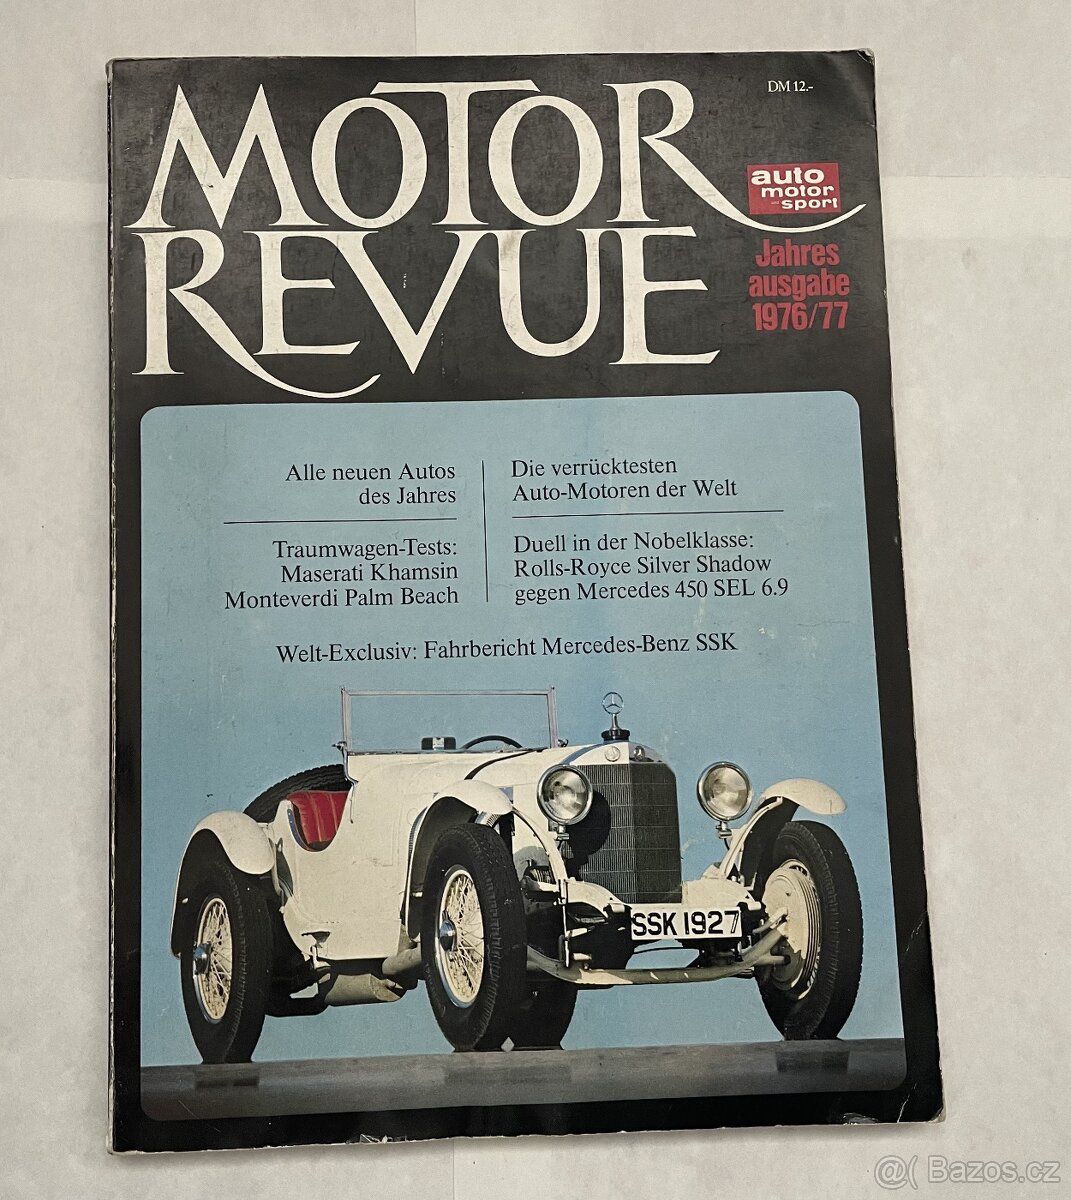 MOTOR
REVUE
DM 12.-
auto
motor
und
sport
Jahres
ausgabe
1976/77
Alle neuen Autos
des Jahres
Traumwagen-Tests:
Maserati Khamsin
Monteverdi Palm Beach
Die verrücktesten
Auto-Motoren der Welt
Duell in der Nobelklasse:
Rolls-Royce Silver Shadow
gegen Mercedes 450 SEL 6.9
Welt-Exclusiv: Fahrbericht Mercedes-Benz SSK
SSK 1927
@( Bazos.cz